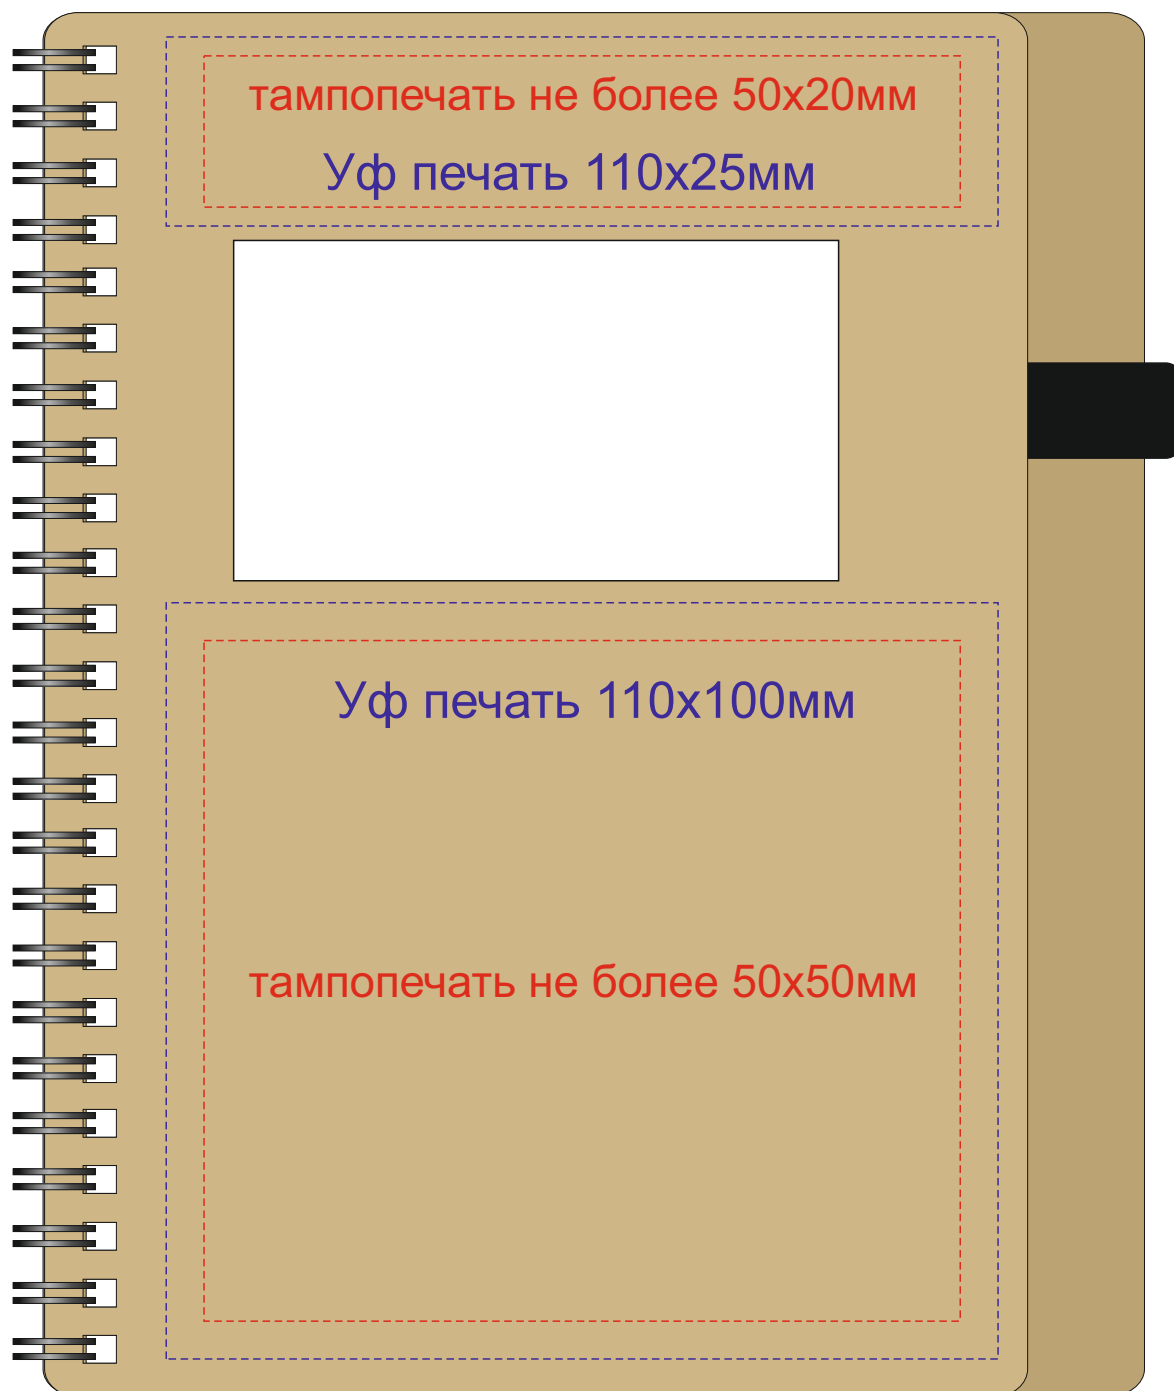 тампопечать не более 50х20мм
Уф печать 110х25мм
Уф печать 110х100мм
тампопечать не более 50х50мм